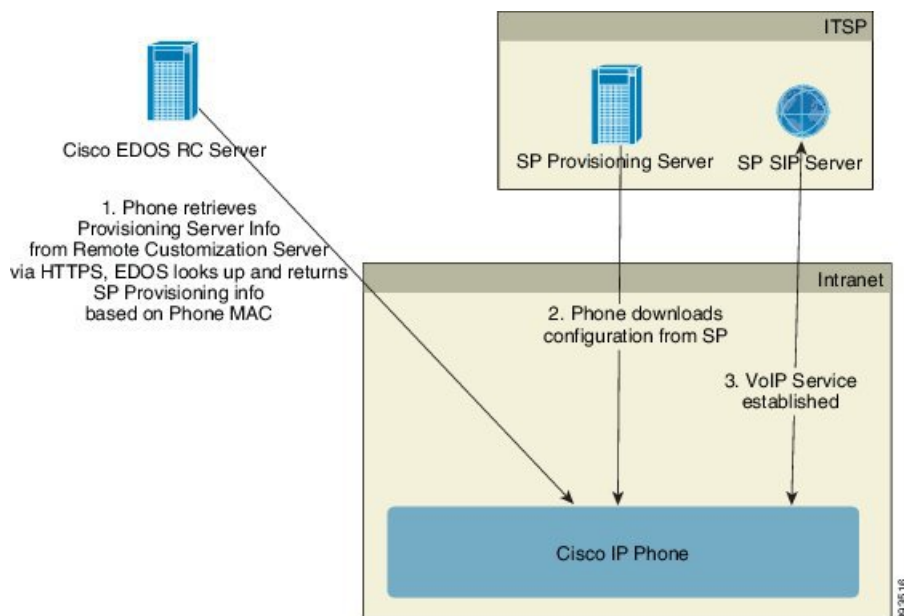 ITSP
Cisco EDOS RC Server
SP Provisioning Server
SP SIP Server
1. Phone retrieves
Provisioning Server Info
from Remote Customization Server
via HTTPS, EDOS looks up and returns
SP Provisioning info
based on Phone MAC
Intranet
2. Phone downloads
configuration from SP
3. VoIP Service
established
Cisco IP Phone